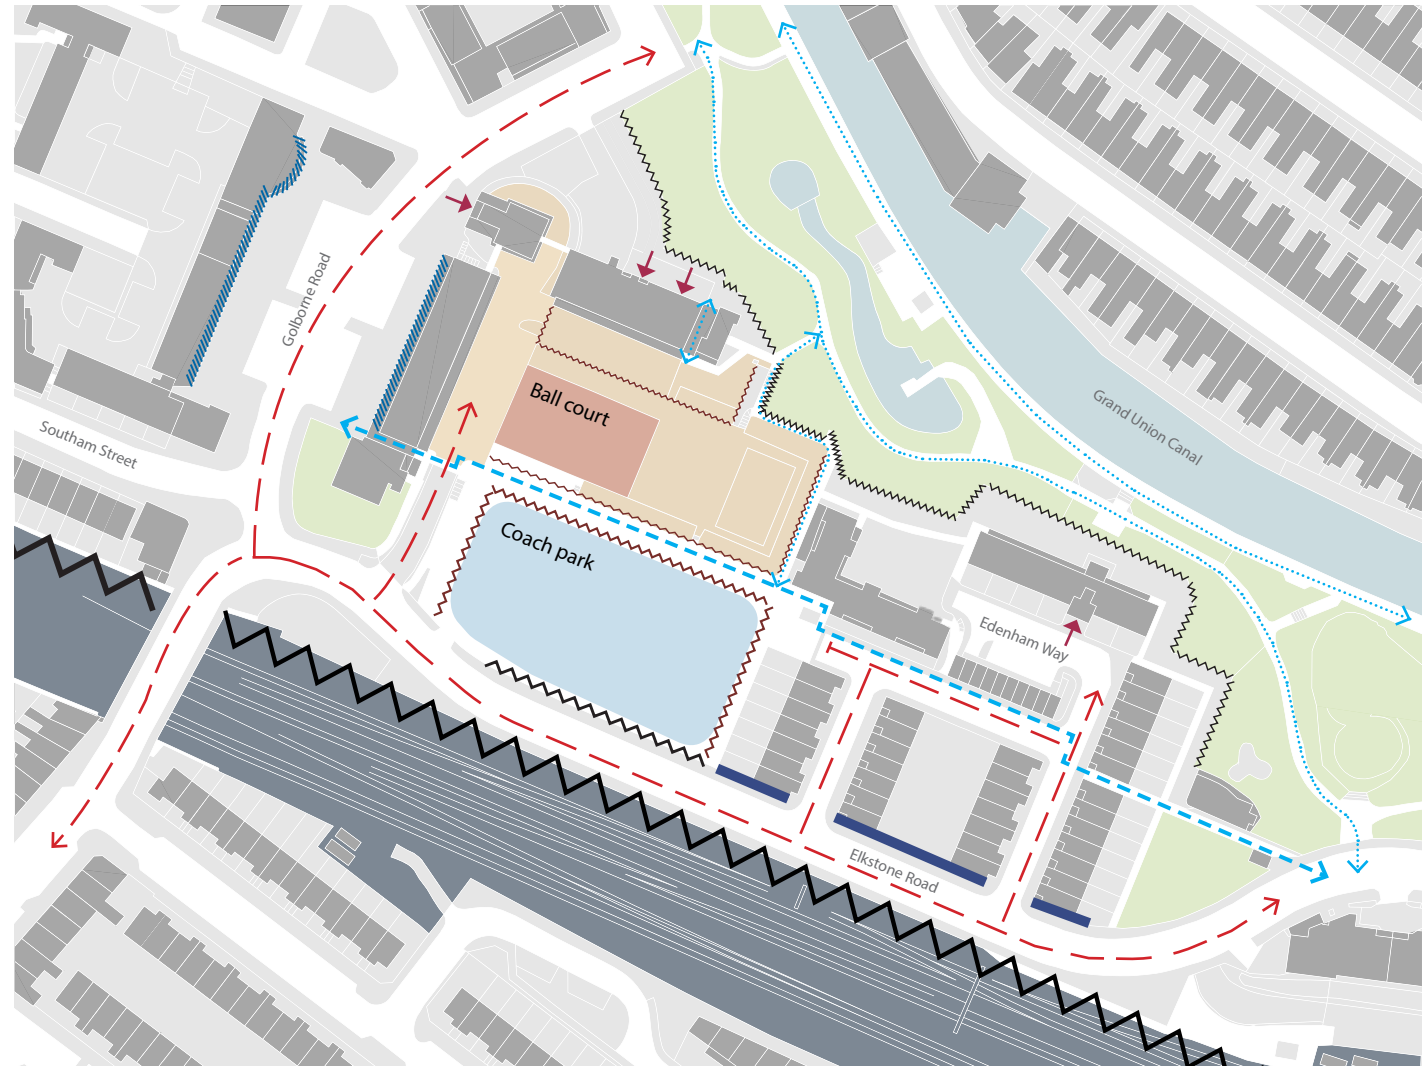 Golborne Road
Southam Street
Ball court
Coach park
Grand Union Canal
Edenham Way
Elkstone Road